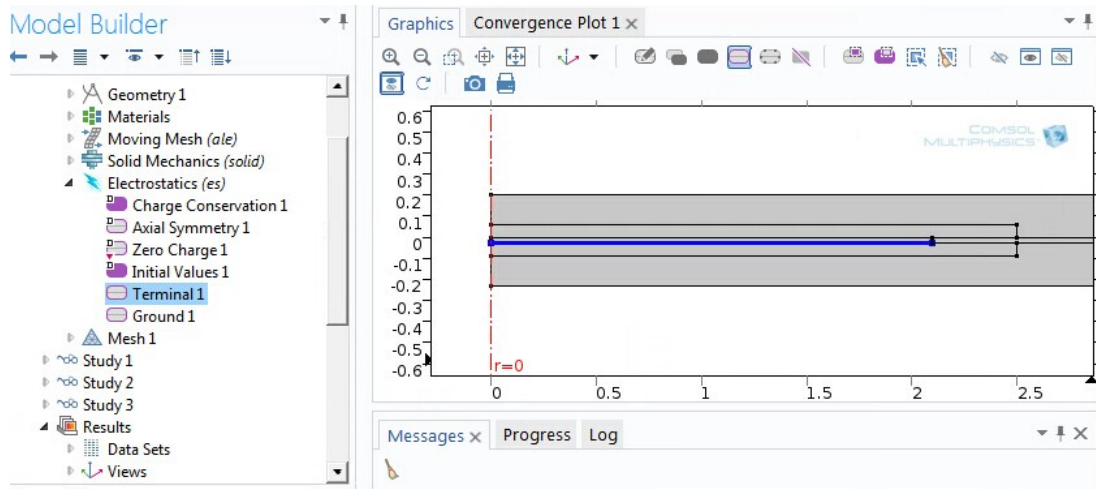 Model Builder
Geometry 1
Materials
Moving Mesh (ale)
Solid Mechanics (solid)
Electrostatics (es)
Charge Conservation 1
Axial Symmetry 1
Zero Charge 1
Initial Values 1
Terminal 1
Ground 1
Mesh 1
Study 1
Study 2
Study 3
Results
Data Sets
Views
Graphics Convergence Plot 1
COMSOL
MULTIPHYSICS
0.6
0.5
0.4
0.3
0.2
0.1
0
-0.1
-0.2
-0.3
-0.4
-0.5
-0.6
r=0
0 0.5 1 1.5 2 2.5
Messages Progress Log